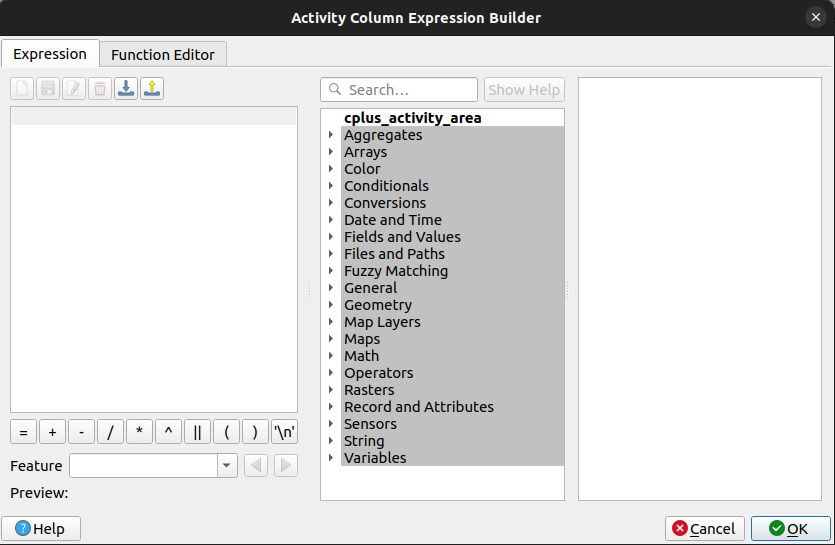 Activity Column Expression Builder
Expression
Function Editor
Search...
Show Help
cplus_activity_area
Aggregates
Arrays
Color
Conditionals
Conversions
Date and Time
Fields and Values
Files and Paths
Fuzzy Matching
General
Geometry
Map Layers
Maps
Math
Operators
Rasters
Record and Attributes
Sensors
String
Variables
= + - / * ^ || ( ) '\n'
Feature
Preview:
Help
Cancel
OK